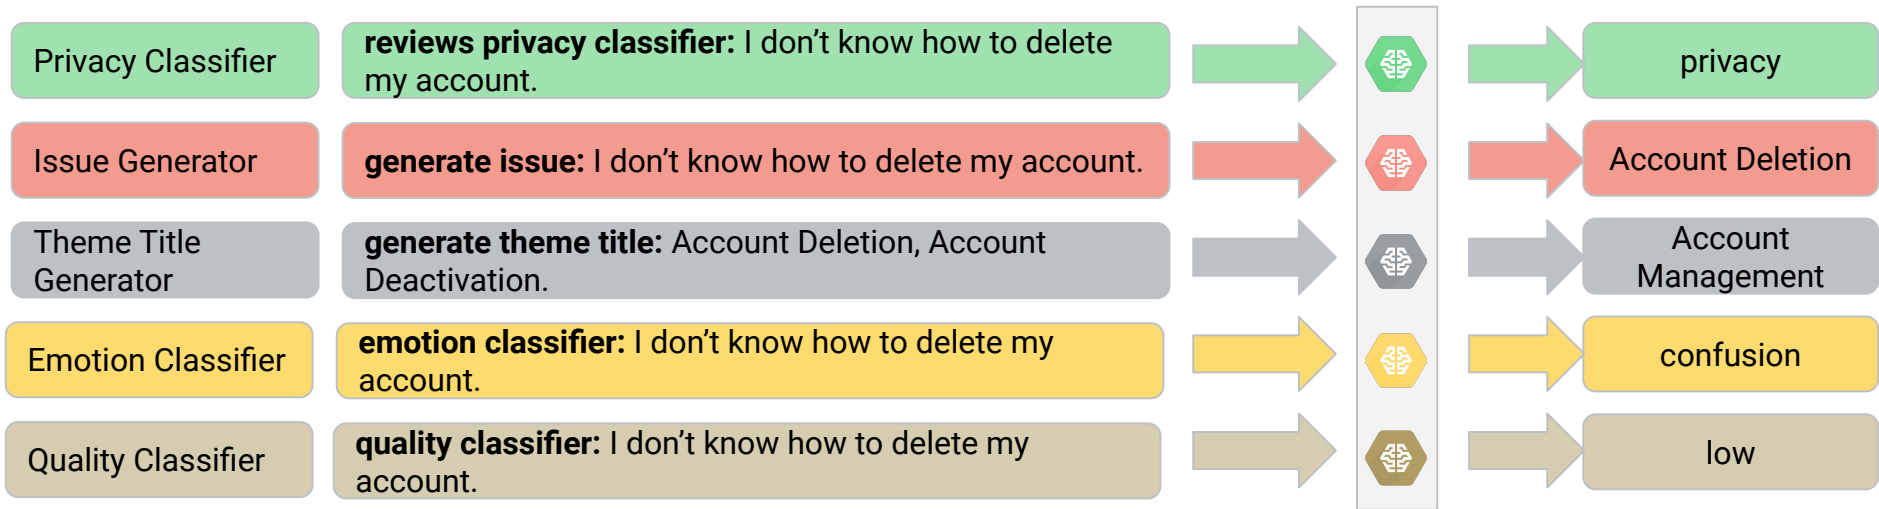 Privacy Classifier
reviews privacy classifier: I don’t know how to delete
my account.
privacy
Issue Generator
generate issue: I don’t know how to delete my account.
Account Deletion
Theme Title
Generator
generate theme title: Account Deletion, Account
Deactivation.
Account
Management
Emotion Classifier
emotion classifier: I don’t know how to delete my
account.
confusion
Quality Classifier
quality classifier: I don’t know how to delete my
account.
low